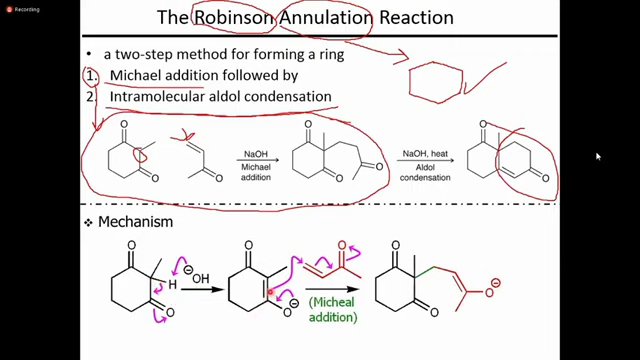 Recording
The Robinson Annulation Reaction
• a two-step method for forming a ring
1. Michael addition followed by
2. Intramolecular aldol condensation
O
O
O
NaOH
Michael
addition
O
O
O
NaOH, heat
Aldol
condensation
O
O
❖ Mechanism
O
H
O
⊖OH
O
O⊖
O
(Micheal
addition)
O
O
O⊖